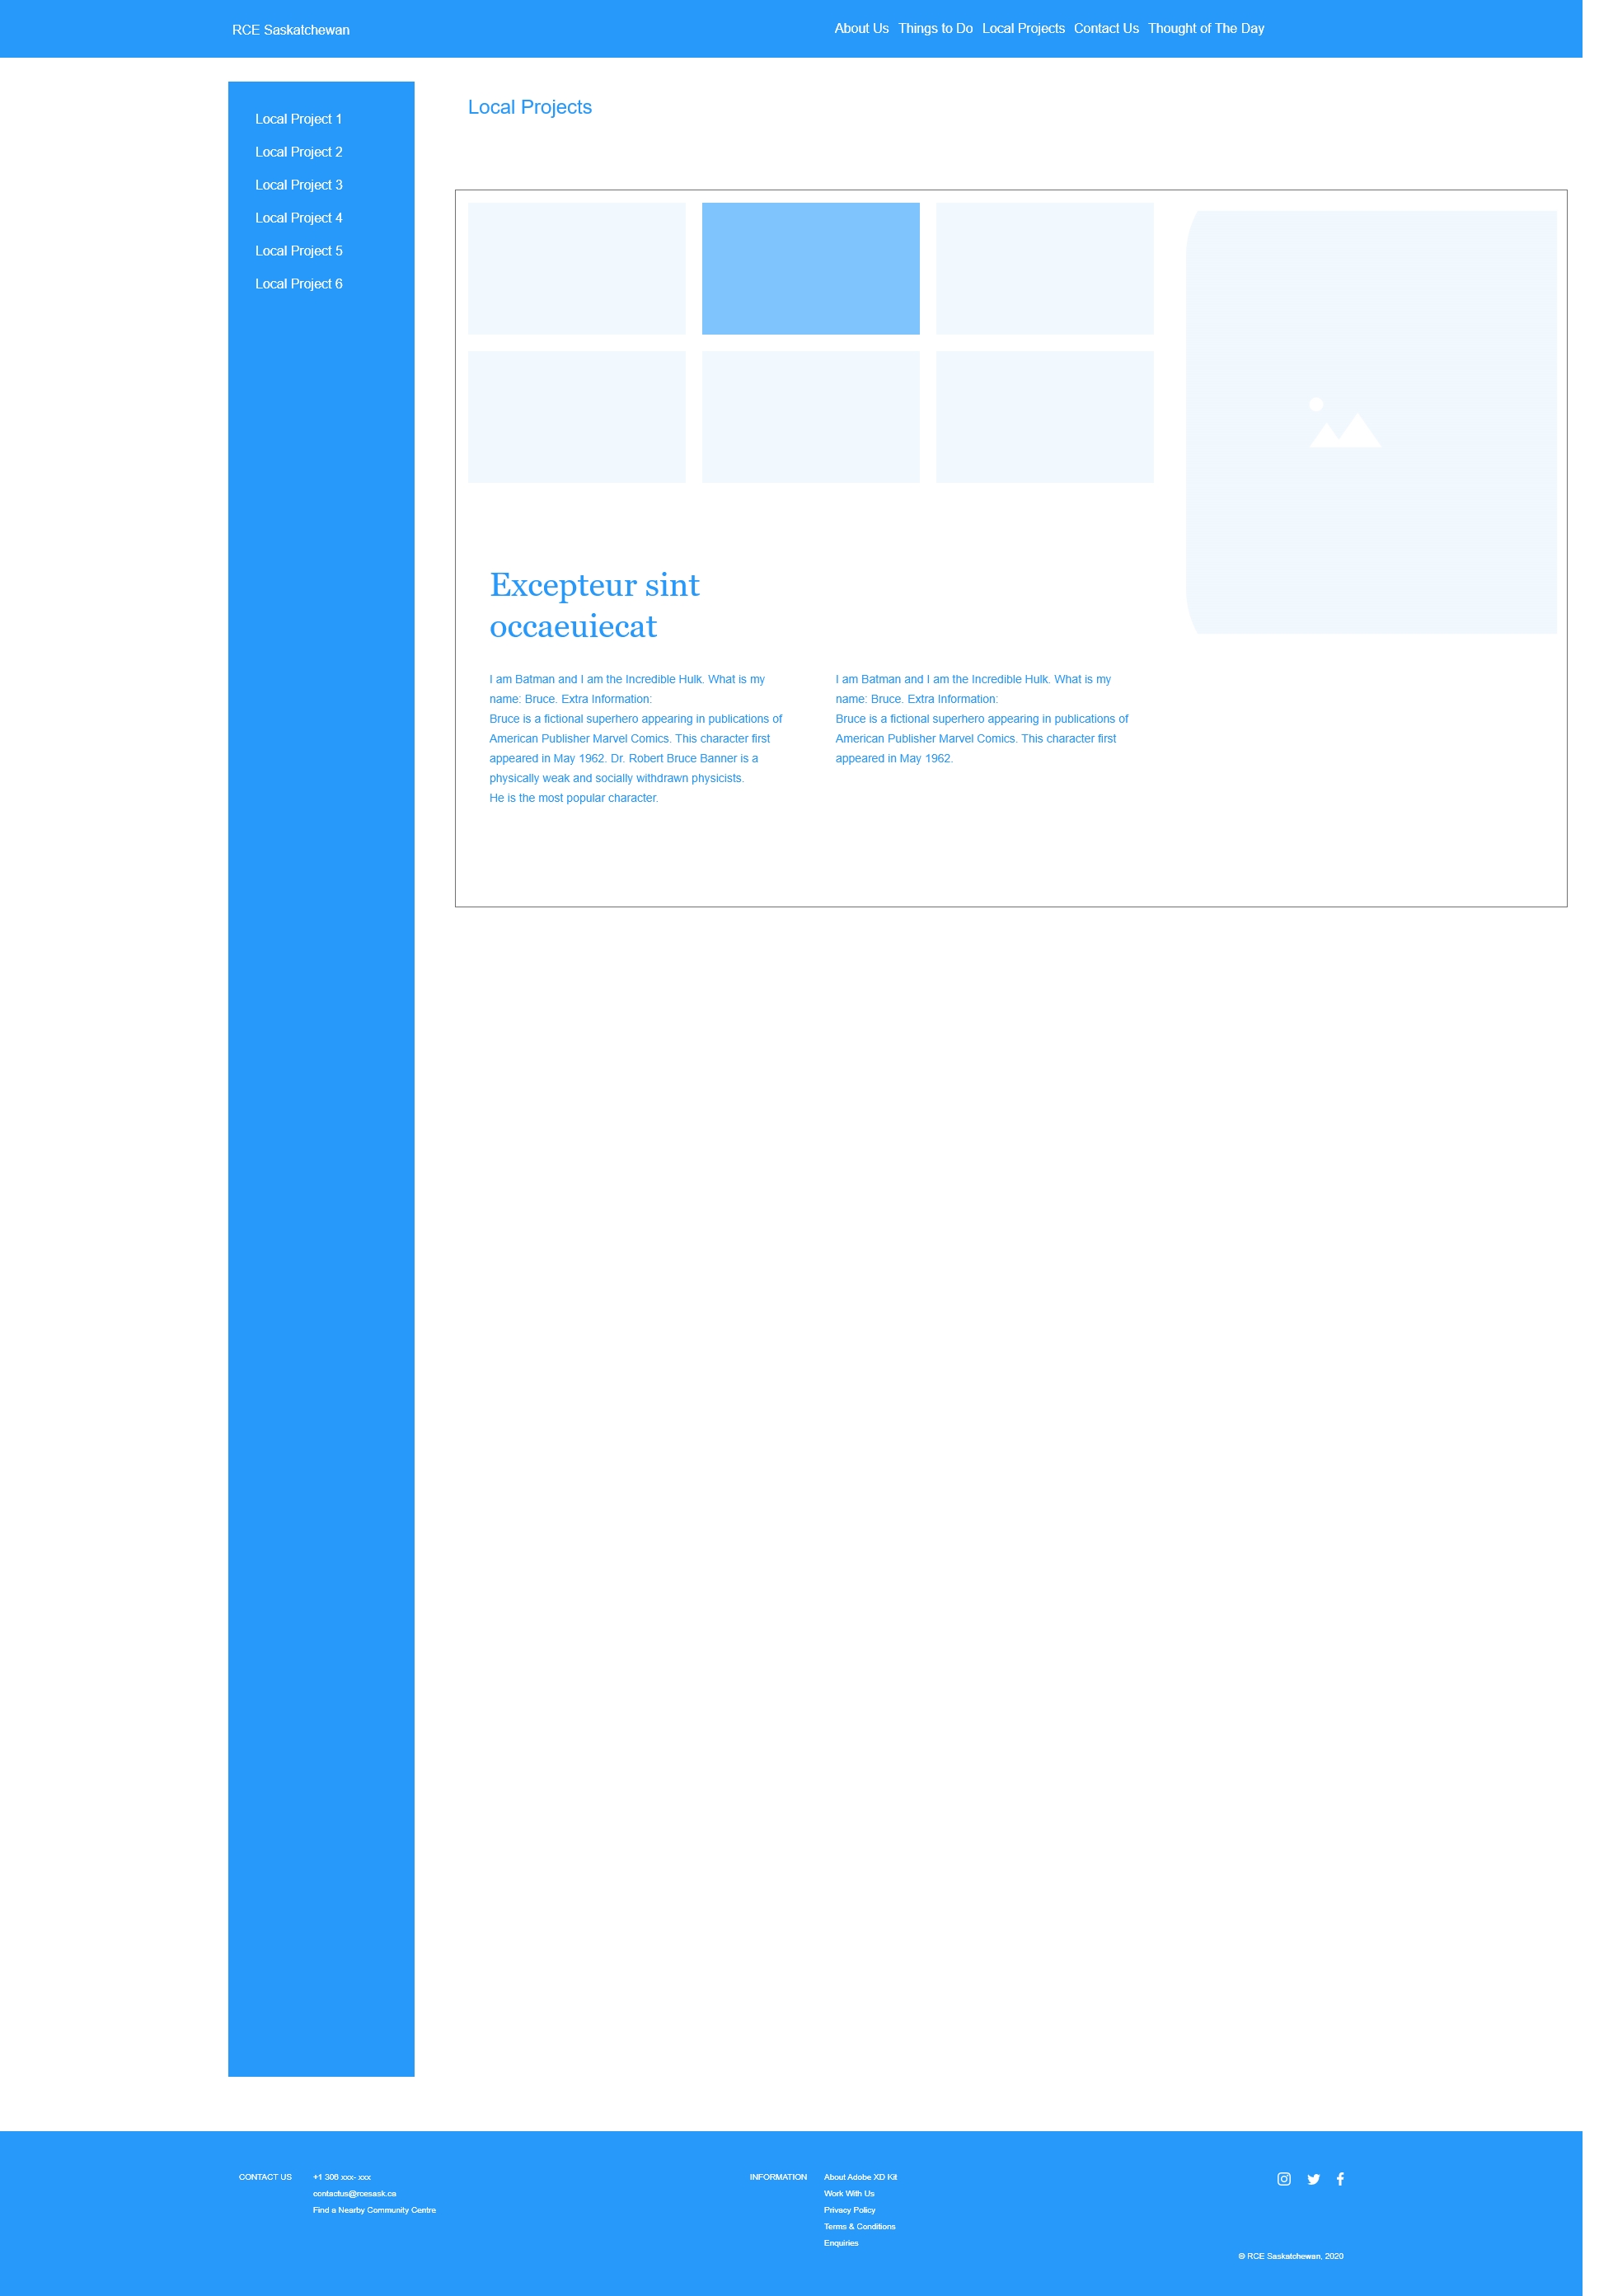 RCE Saskatchewan
About Us Things to Do Local Projects Contact Us Thought of The Day
Local Project 1
Local Project 2
Local Project 3
Local Project 4
Local Project 5
Local Project 6
Local Projects
Excepteur sint
occaeuiecat
I am Batman and I am the Incredible Hulk. What is my
name: Bruce. Extra Information:
Bruce is a fictional superhero appearing in publications of
American Publisher Marvel Comics. This character first
appeared in May 1962. Dr. Robert Bruce Banner is a
physically weak and socially withdrawn physicists.
He is the most popular character.
I am Batman and I am the Incredible Hulk. What is my
name: Bruce. Extra Information:
Bruce is a fictional superhero appearing in publications of
American Publisher Marvel Comics. This character first
appeared in May 1962.
CONTACT US
+1 306 xxx- xxx
contactus@rcesask.ca
Find a Nearby Community Centre
INFORMATION
About Adobe XD Kit
Work With Us
Privacy Policy
Terms & Conditions
Enquiries
© RCE Saskatchewan, 2020